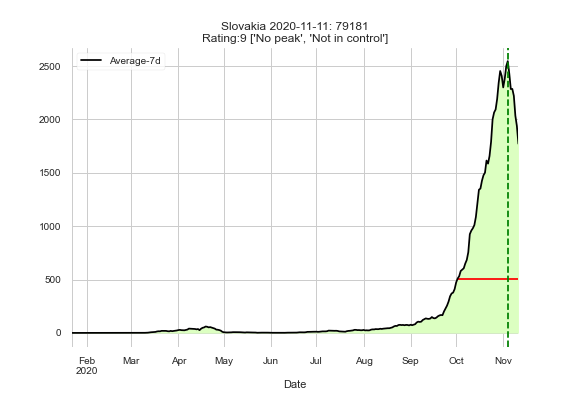 Slovakia 2020-11-11: 79181
Rating:9 ['No peak', 'Not in control']
Average-7d
2500
2000
1500
1000
500
0
Feb Mar Apr May Jun Jul Aug Sep Oct Nov
2020
Date